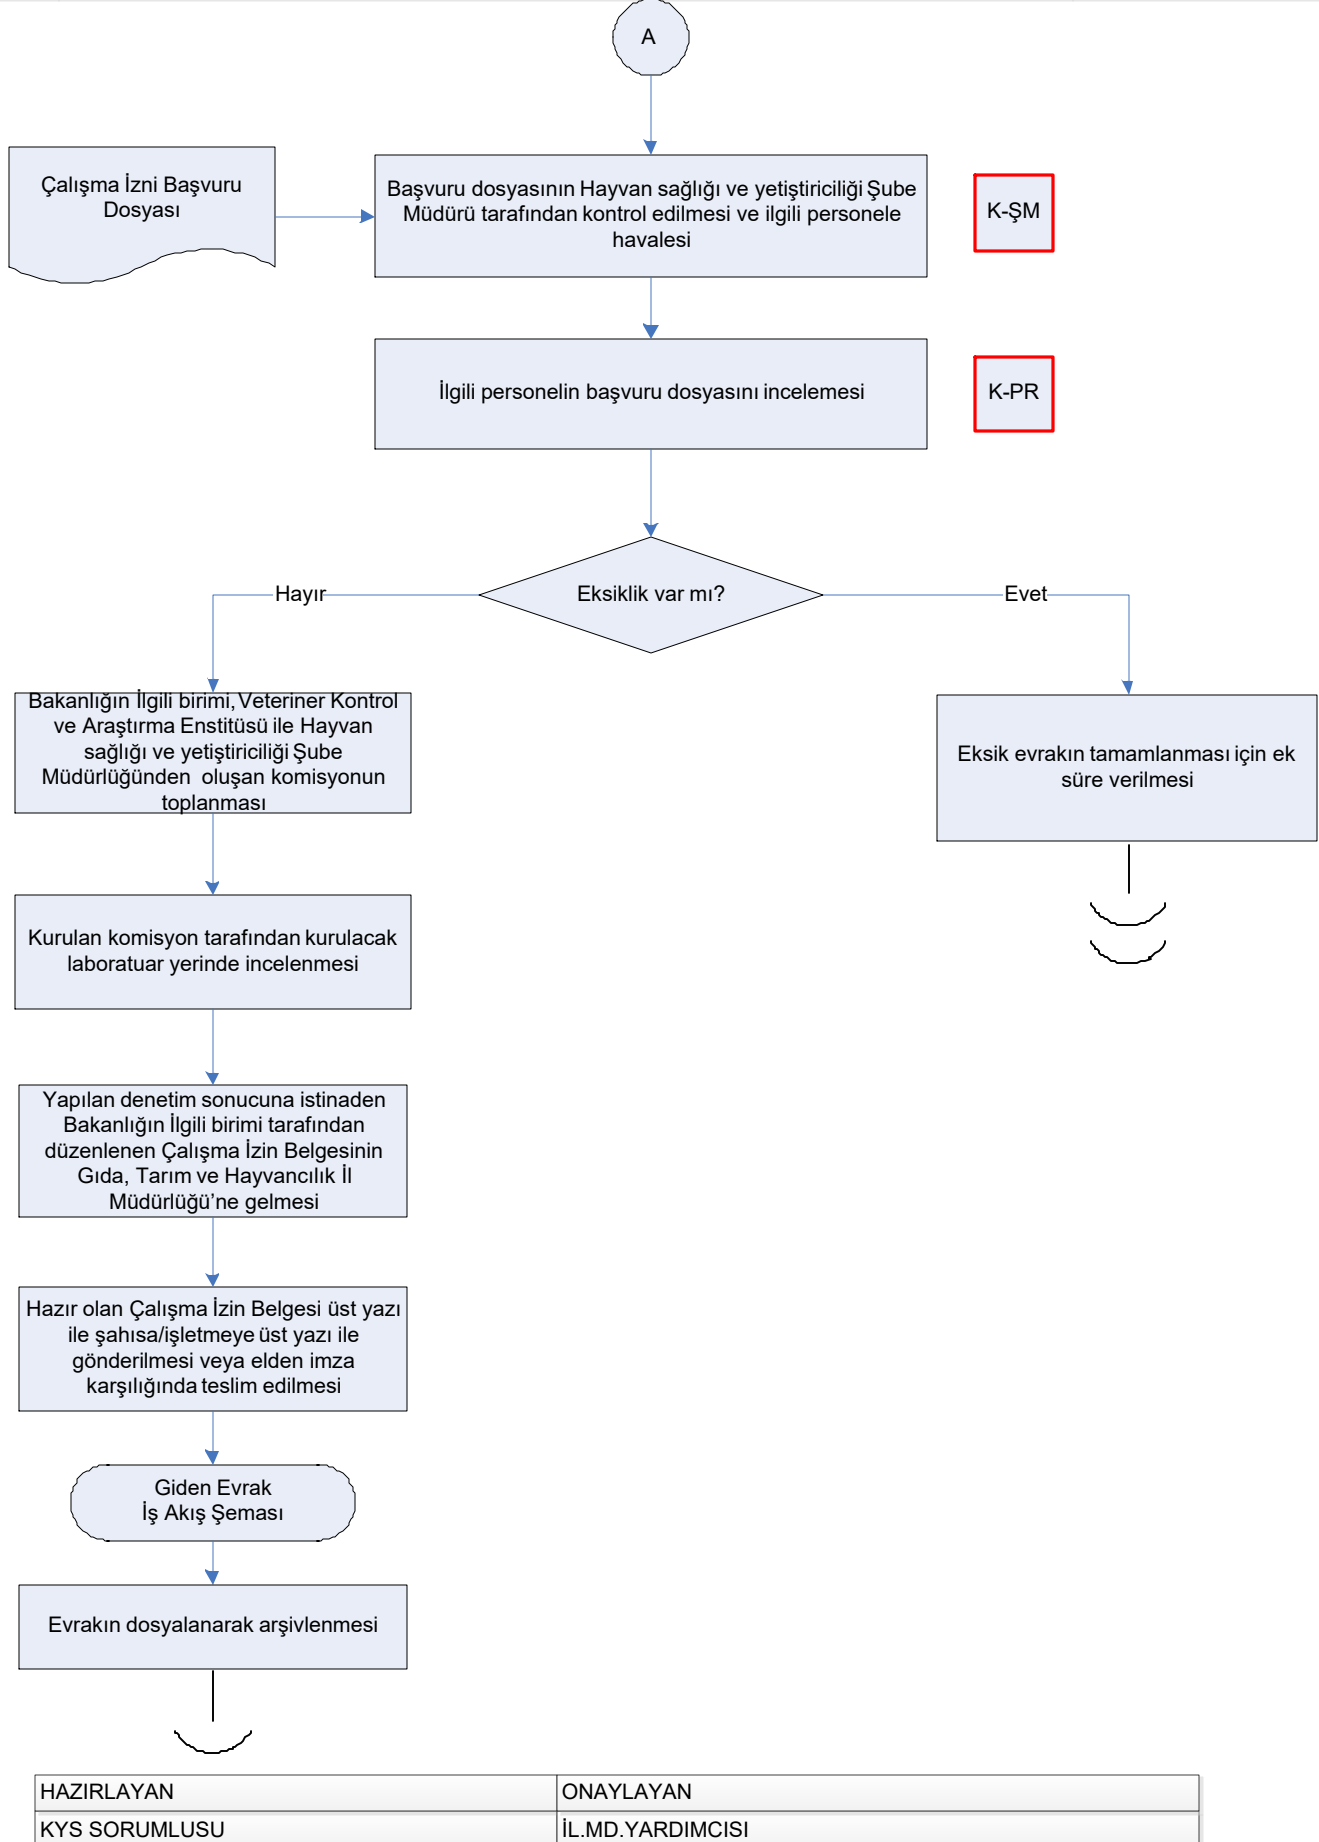 A
Çalışma İzni Başvuru
Dosyası
Başvuru dosyasının Hayvan sağlığı ve yetiştiriciliği Şube
Müdürü tarafından kontrol edilmesi ve ilgili personele
havalesi
K-ŞM
İlgili personelin başvuru dosyasını incelemesi
K-PR
Eksiklik var mı?
Hayır
Evet
Bakanlığın İlgili birimi,Veteriner Kontrol
ve Araştırma Enstitüsü ile Hayvan
sağlığı ve yetiştiriciliği Şube
Müdürlüğünden oluşan komisyonun
toplanması
Eksik evrakın tamamlanması için ek
süre verilmesi
Kurulan komisyon tarafından kurulacak
laboratuar yerinde incelenmesi
Yapılan denetim sonucuna istinaden
Bakanlığın İlgili birimi tarafından
düzenlenen Çalışma İzin Belgesinin
Gıda, Tarım ve Hayvancılık İl
Müdürlüğü’ne gelmesi
Hazır olan Çalışma İzin Belgesi üst yazı
ile şahısa/işletmeye üst yazı ile
gönderilmesi veya elden imza
karşılığında teslim edilmesi
Giden Evrak
İş Akış Şeması
Evrakın dosyalanarak arşivlenmesi
HAZIRLAYAN
ONAYLAYAN
KYS SORUMLUSU
İL.MD.YARDIMCISI